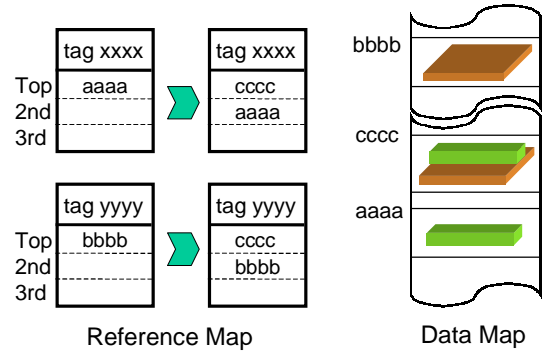 tag xxxx
tag xxxx
Top
aaaa
cccc
2nd
aaaa
3rd
tag yyyy
tag yyyy
Top
bbbb
cccc
2nd
bbbb
3rd
Reference Map
bbbb
cccc
aaaa
Data Map